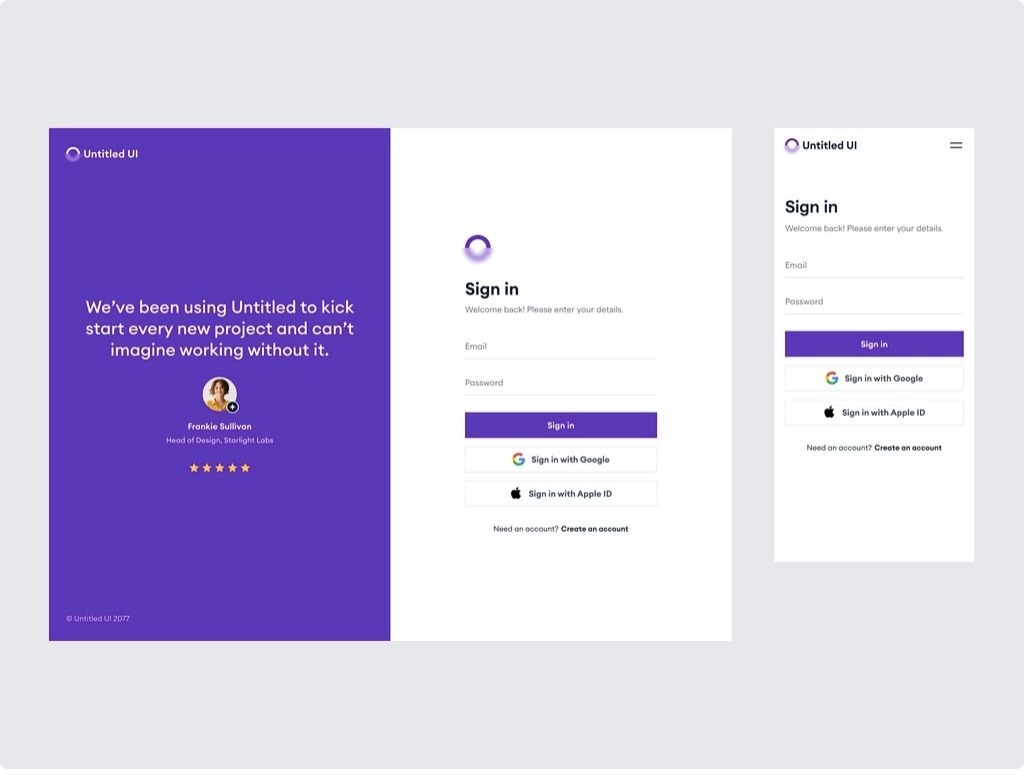 Untitled UI
We’ve been using Untitled to kick
start every new project and can’t
imagine working without it.
Frankie Sullivan
Head of Design, Starlight Labs
© Untitled UI 2077
Sign in
Welcome back! Please enter your details.
Email
Password
Sign in
Sign in with Google
Sign in with Apple ID
Need an account? Create an account
Untitled UI
Sign in
Welcome back! Please enter your details.
Email
Password
Sign in
Sign in with Google
Sign in with Apple ID
Need an account? Create an account